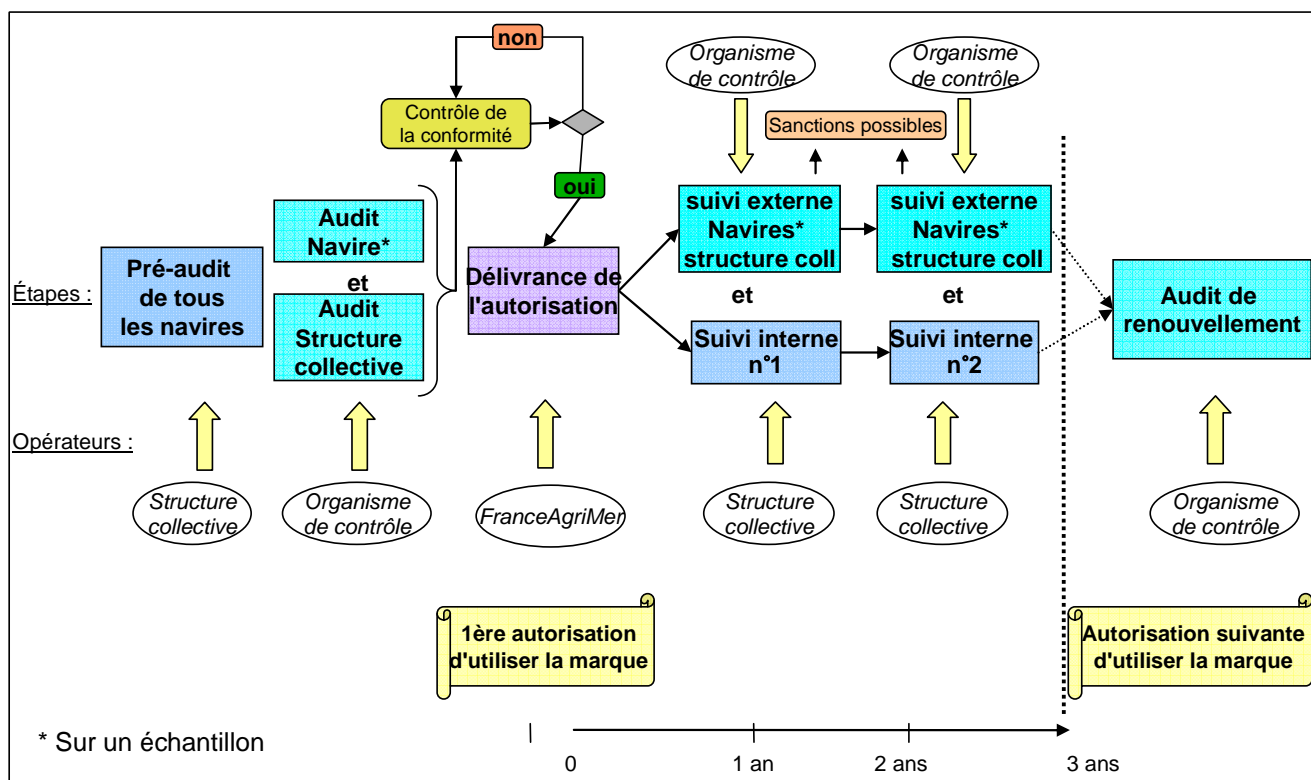 non
Organisme
de contrôle
Organisme
de contrôle
Contrôle de
la conformité
Sanctions possibles
oui
Audit
Navire*
et
Audit
Structure
collective
suivi externe
Navires*
structure coll
et
suivi externe
Navires*
structure coll
et
Étapes :
Pré-audit
de tous
les navires
Délivrance de
l'autorisation
Audit de
renouvellement
Suivi interne
n°1
Suivi interne
n°2
Opérateurs :
Structure
collective
Organisme
de contrôle
FranceAgriMer
Structure
collective
Structure
collective
Organisme
de contrôle
1ère autorisation
d'utiliser la marque
Autorisation suivante
d'utiliser la marque
* Sur un échantillon
0
1 an
2 ans
3 ans